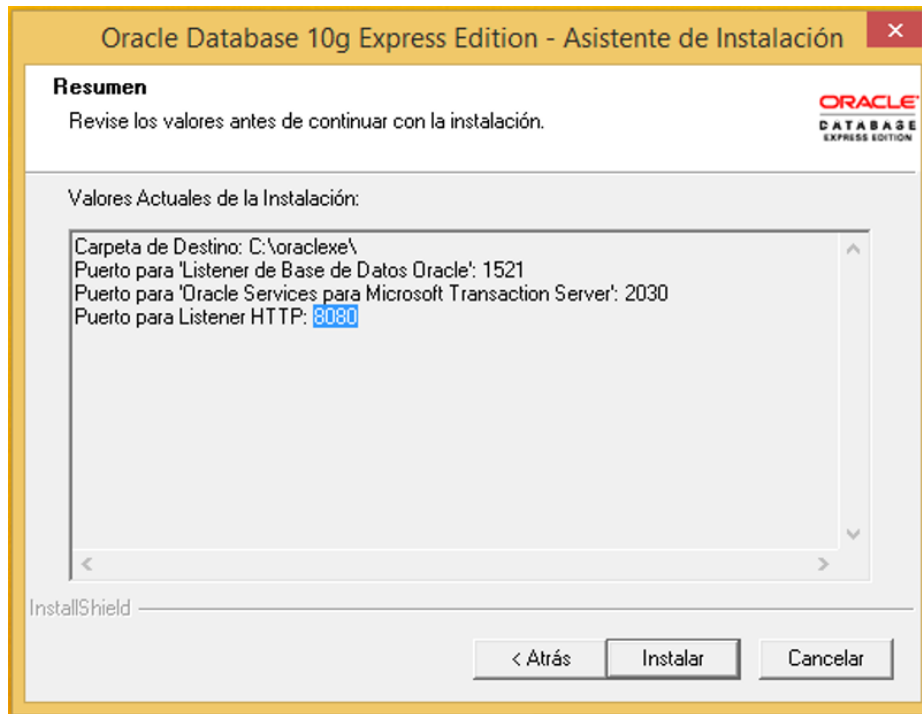 Oracle Database 10g Express Edition - Asistente de Instalación
Resumen
Revise los valores antes de continuar con la instalación.
ORACLE
DATABASE
EXPRESS EDITION
Valores Actuales de la Instalación:
Carpeta de Destino: C:\oraclexe\
Puerto para 'Listener de Base de Datos Oracle': 1521
Puerto para 'Oracle Services para Microsoft Transaction Server': 2030
Puerto para Listener HTTP: 8080
InstallShield
< Atrás
Instalar
Cancelar